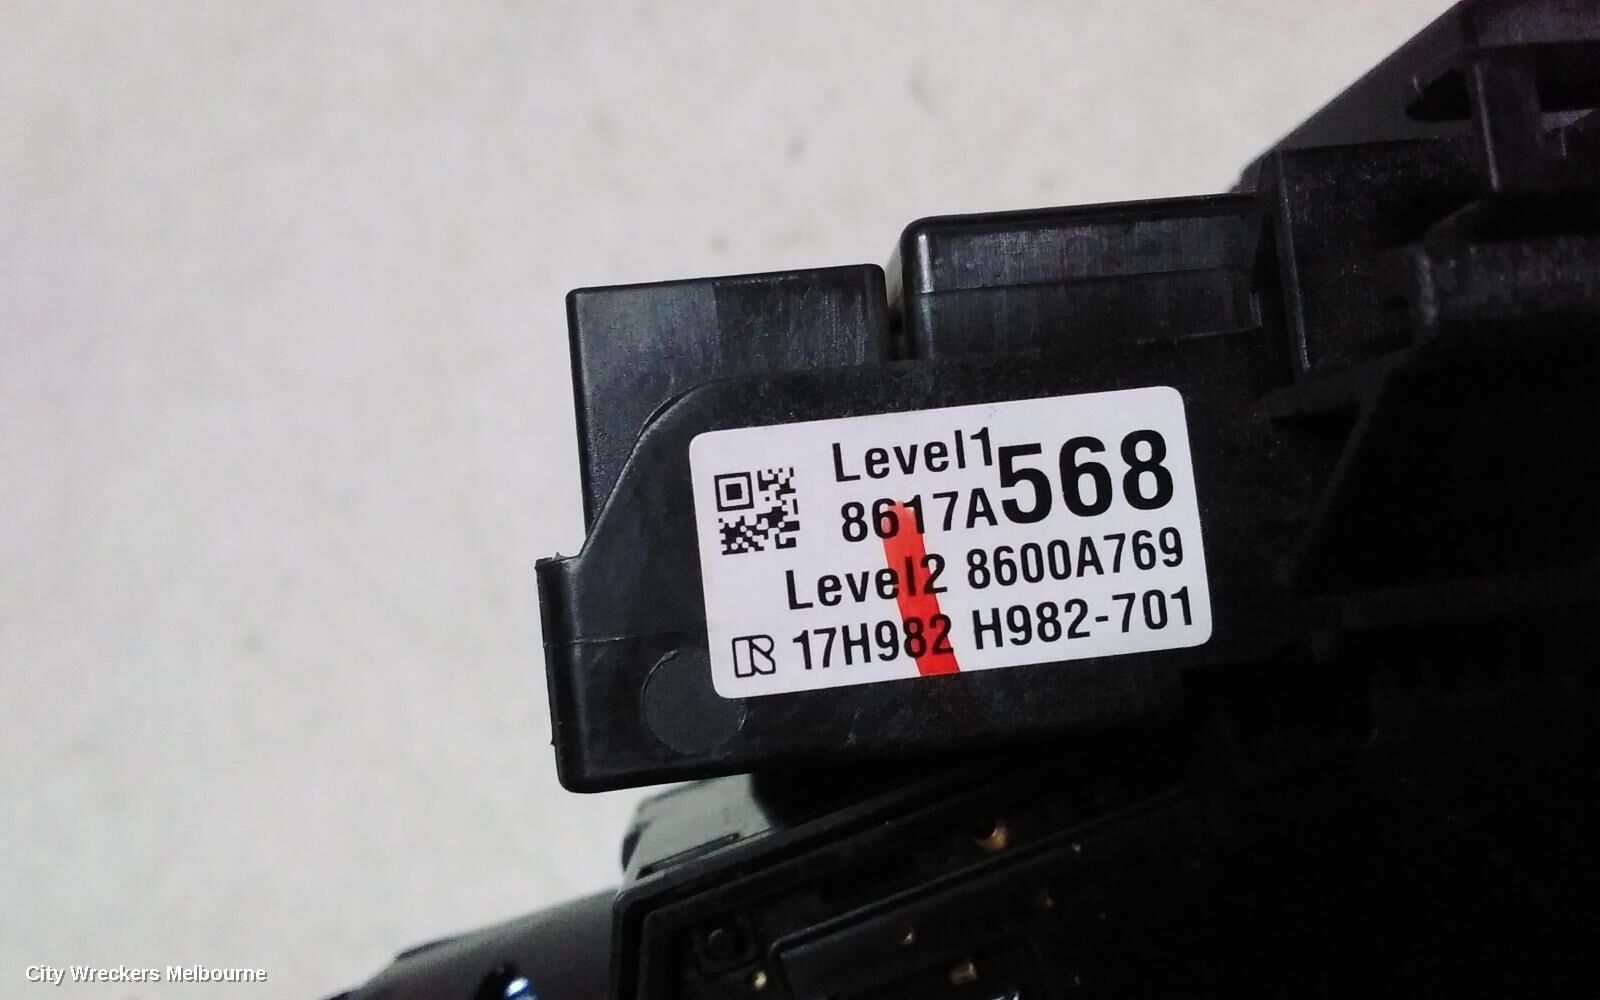 Level1
8617A568
Level2 8600A769
17H982 H982-701
City Wreckers Melbourne